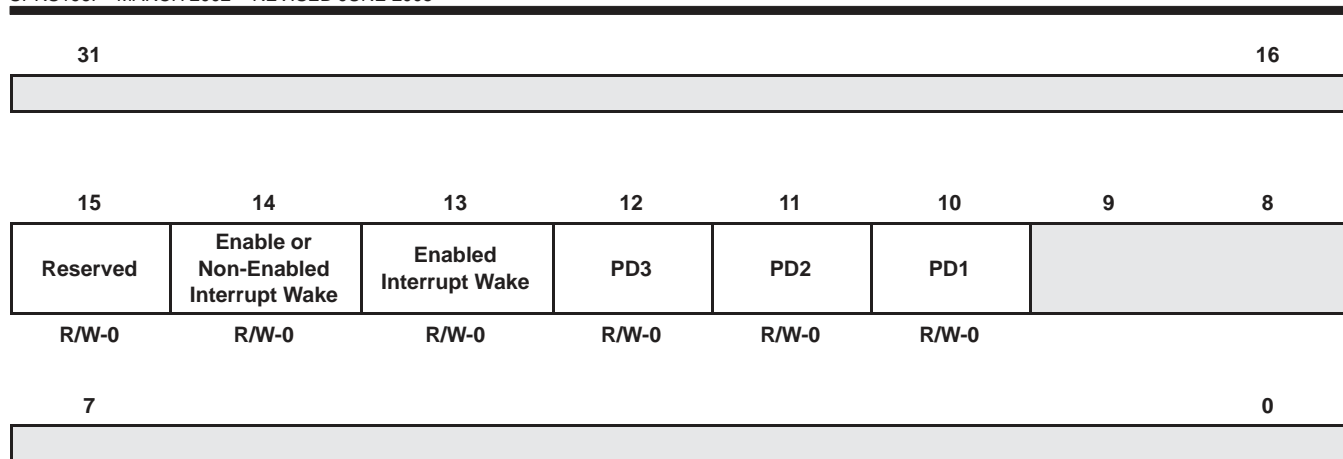 31 16
15 14 13 12 11 10 9 8
Reserved
Enable or
Non-Enabled
Interrupt Wake
Enabled
Interrupt Wake
PD3
PD2
PD1
R/W-0 R/W-0 R/W-0 R/W-0 R/W-0 R/W-0
7 0